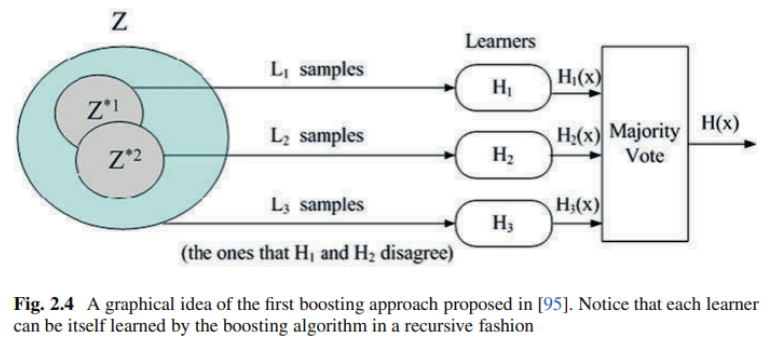 Z
Learners
L₁ samples
H₁
H₁(x)
Z*1
L₂ samples
H₂
H₂(x)
Majority
Vote
H(x)
Z*2
L₃ samples
H₃
H₃(x)
(the ones that H₁ and H₂ disagree)
Fig. 2.4 A graphical idea of the first boosting approach proposed in [95]. Notice that each learner
can be itself learned by the boosting algorithm in a recursive fashion